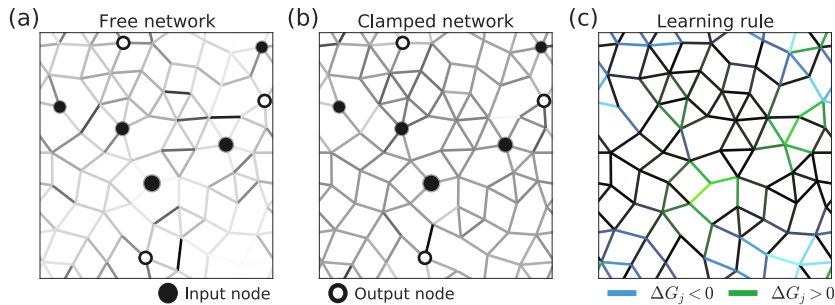 (a) Free network
(b) Clamped network
(c) Learning rule
Input node
Output node
ΔG_j < 0
ΔG_j > 0